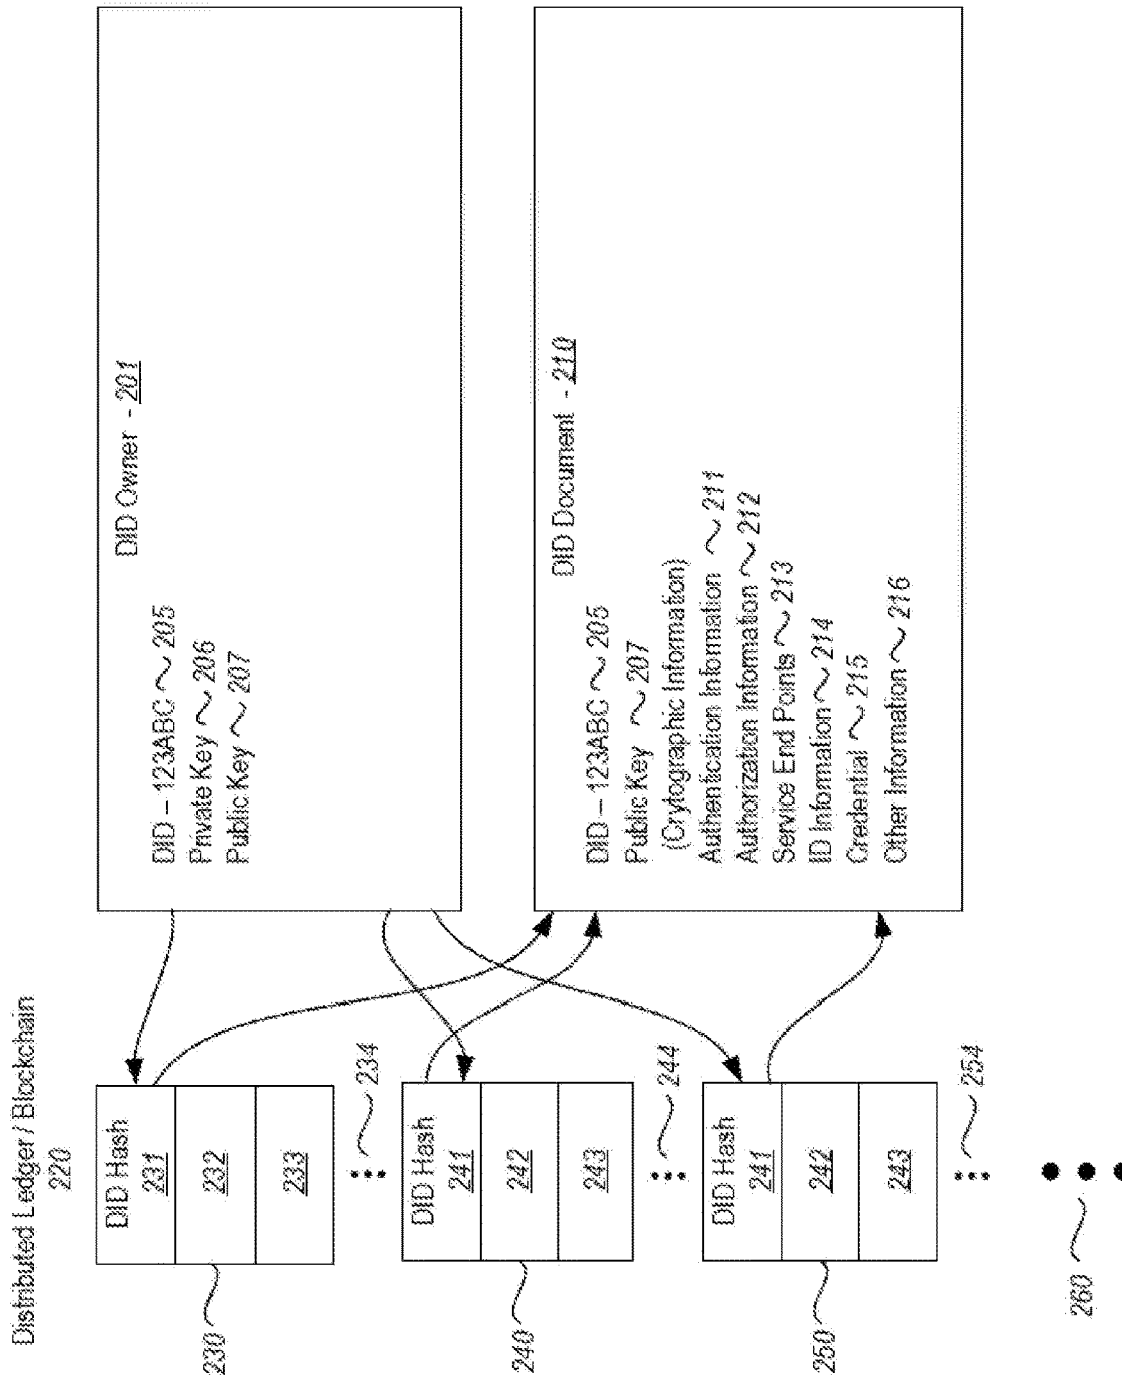 Distributed Ledger / Blockchain
220
DID Hash
231
232
233
234
230
DID Hash
241
242
243
244
240
DID Hash
241
242
243
254
250
260
DID Owner - 201
DID – 123ABC 205
Private Key 206
Public Key 207
DID Document - 210
DID – 123ABC 205
Public Key 207
(Crytographic Information)
Authentication Information 211
Authorization Information 212
Service End Points 213
ID Information 214
Credential 215
Other Information 216